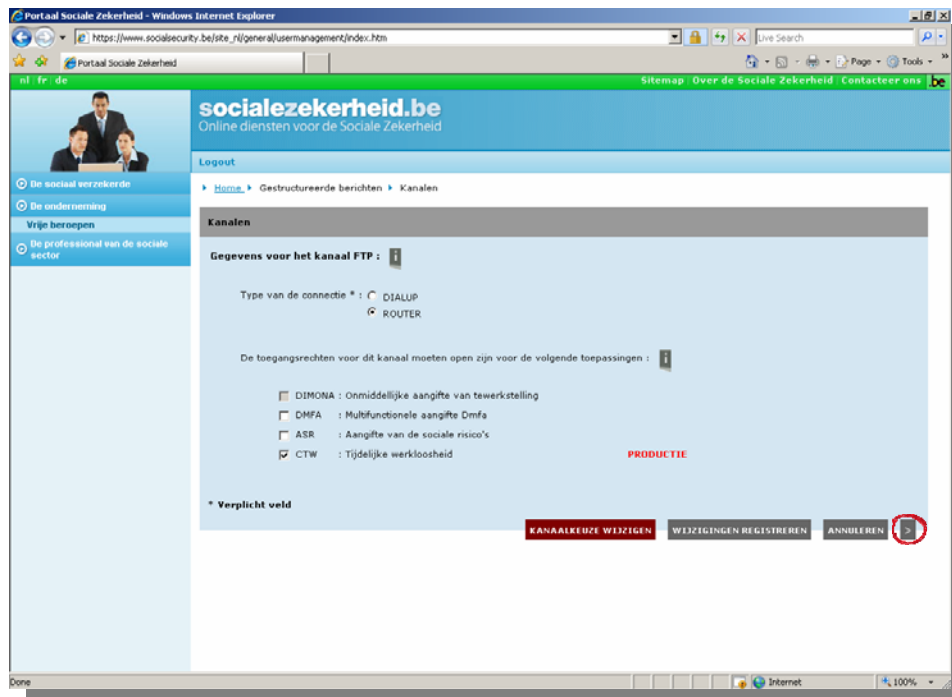 Portaal Sociale Zekerheid - Windows Internet Explorer
https://www.socialsecurity.be/site_nl/general/usermanagement/index.htm
Live Search
Portaal Sociale Zekerheid
Page
Tools
nl fr de
Sitemap Over de Sociale Zekerheid Contacteer ons be
socialezekerheid.be
Online diensten voor de Sociale Zekerheid
Logout
De sociaal verzekerde
De onderneming
Vrije beroepen
De professional van de sociale
sector
Home Gestructureerde berichten Kanalen
Kanalen
Gegevens voor het kanaal FTP : i
Type van de connectie * : DIALUP
ROUTER
De toegangsrechten voor dit kanaal moeten open zijn voor de volgende toepassingen : i
DIMONA : Onmiddellijke aangifte van tewerkstelling
DMFA : Multifunctionele aangifte Dmfa
ASR : Aangifte van de sociale risico's
CTW : Tijdelijke werkloosheid PRODUCTIE
* Verplicht veld
KANAALKEUZE WIJZIGEN WIJZIGINGEN REGISTREREN ANNULEREN >
Done
Internet
100%